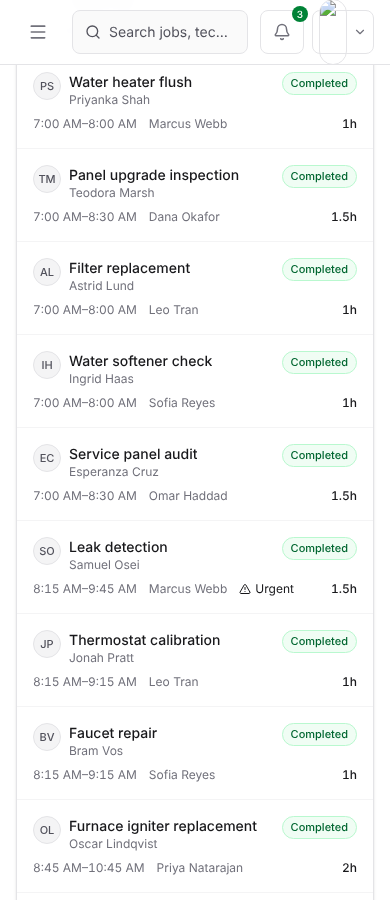 Search jobs, tec...
3
PS
Water heater flush
Completed
Priyanka Shah
7:00 AM–8:00 AM Marcus Webb 1h
TM
Panel upgrade inspection
Completed
Teodora Marsh
7:00 AM–8:30 AM Dana Okafor 1.5h
AL
Filter replacement
Completed
Astrid Lund
7:00 AM–8:00 AM Leo Tran 1h
IH
Water softener check
Completed
Ingrid Haas
7:00 AM–8:00 AM Sofia Reyes 1h
EC
Service panel audit
Completed
Esperanza Cruz
7:00 AM–8:30 AM Omar Haddad 1.5h
SO
Leak detection
Completed
Samuel Osei
8:15 AM–9:45 AM Marcus Webb Urgent 1.5h
JP
Thermostat calibration
Completed
Jonah Pratt
8:15 AM–9:15 AM Leo Tran 1h
BV
Faucet repair
Completed
Bram Vos
8:15 AM–9:15 AM Sofia Reyes 1h
OL
Furnace igniter replacement
Completed
Oscar Lindqvist
8:45 AM–10:45 AM Priya Natarajan 2h